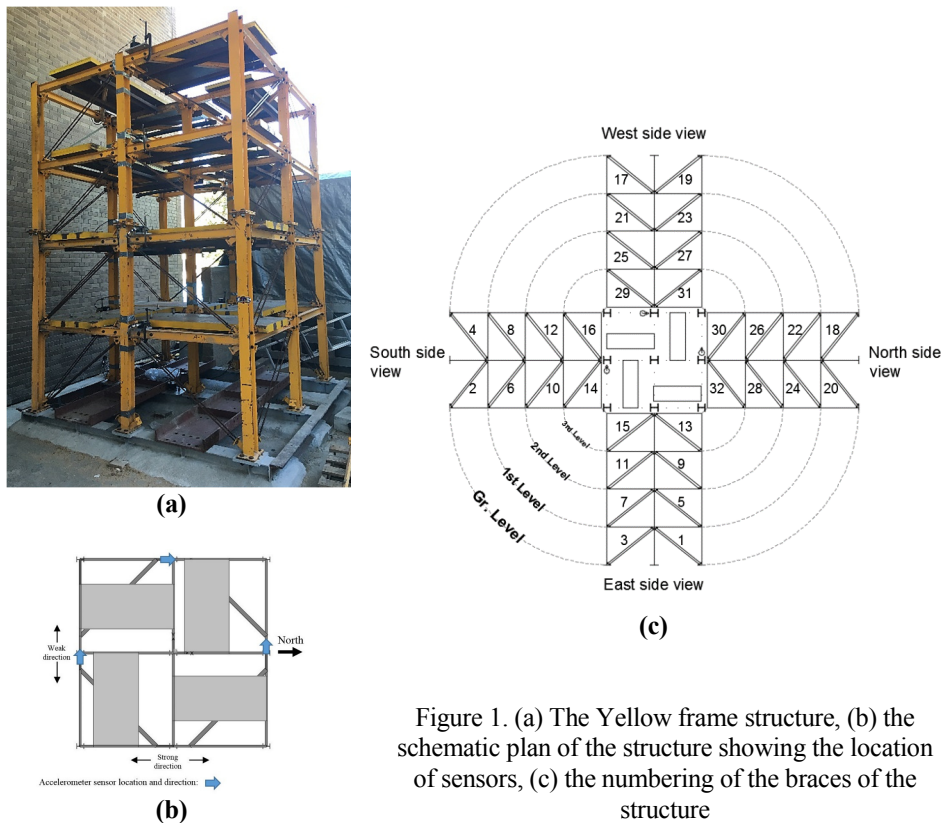 (a)
Weak
direction
North
Strong
direction
Accelerometer sensor location and direction:
(b)
West side view
17 19
21 23
25 27
29 31
4 8 12 16 30 26 22 18
South side
view
North side
view
2 6 10 14 32 28 24 20
15 13
11 9
7 5
3 1
3rd Level
2nd Level
1st Level
Gr. Level
East side view
(c)
Figure 1. (a) The Yellow frame structure, (b) the
schematic plan of the structure showing the location
of sensors, (c) the numbering of the braces of the
structure